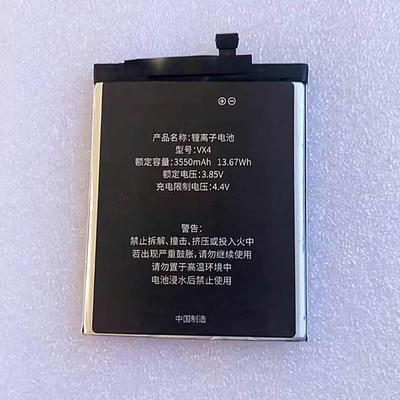 产品名称:锂离子电池
型号:VX4
额定容量:3550mAh 13.67Wh
额定电压:3.85V
充电限制电压:4.4V
警告:
禁止拆解、撞击、挤压或投入火中
若出现严重鼓胀、请勿继续使用
请勿置于高温环境中
电池浸水后禁止使用
中国制造